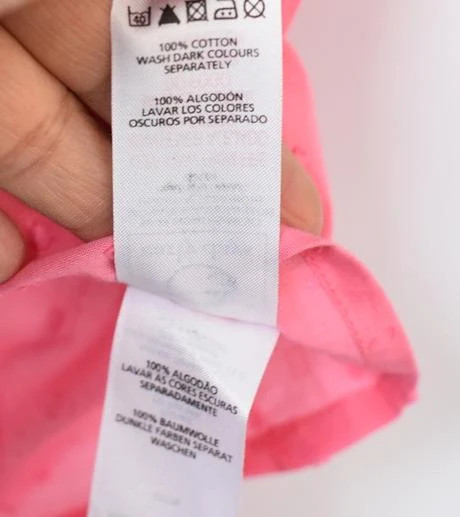 40
100% COTTON
WASH DARK COLOURS
SEPARATELY
100% ALGODÓN
LAVAR LOS COLORES
OSCUROS POR SEPARADO
100% ALGODÃO
LAVAR AS CORES ESCURAS
SEPARADAMENTE
100% BAUMWOLLE
DUNKLE FARBEN SEPARAT
WASCHEN